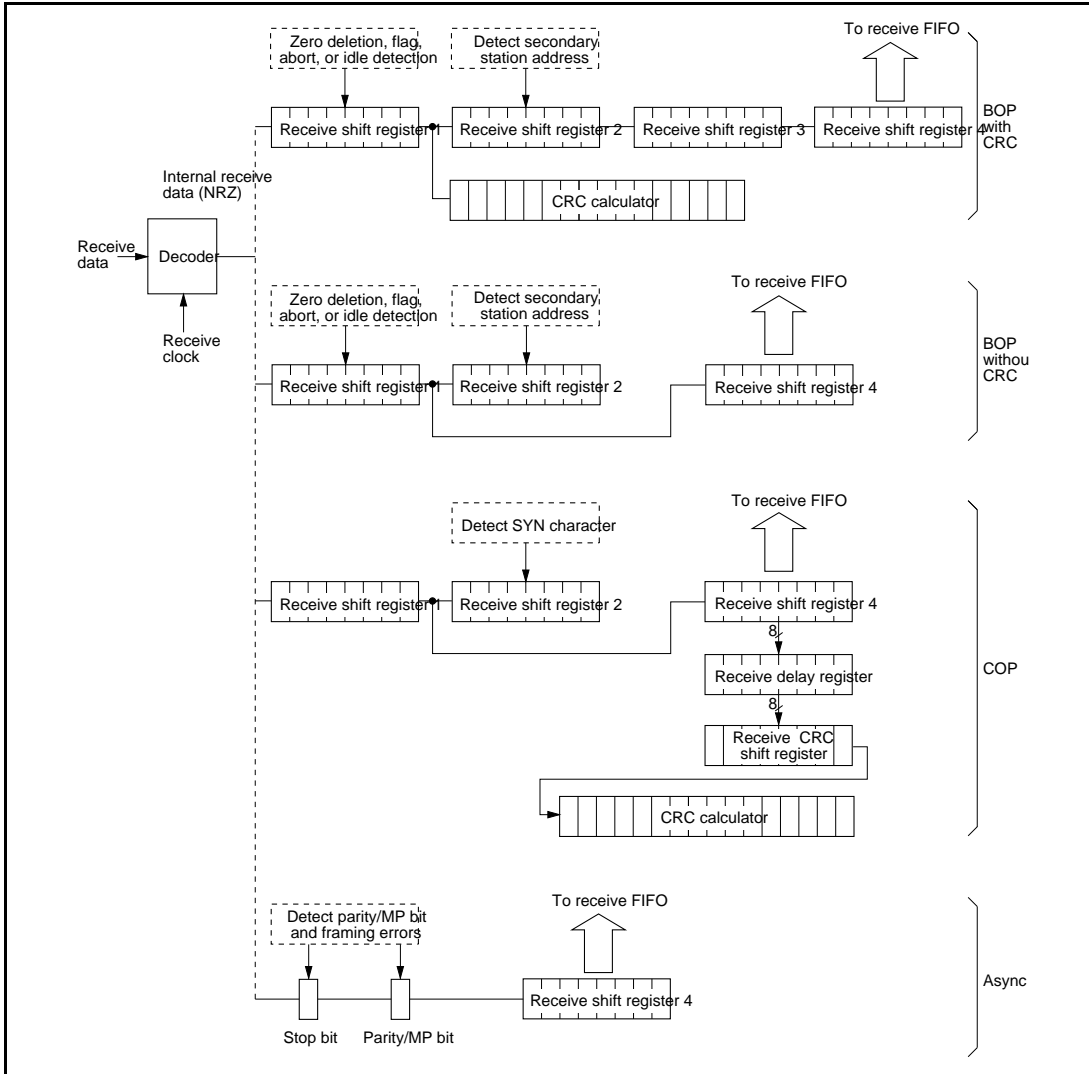 To receive FIFO
Zero deletion, flag,
abort, or idle detection
Detect secondary
station address
Receive shift register 1
Receive shift register 2
Receive shift register 3
Receive shift register 4
BOP
with
CRC
CRC calculator
Internal receive
data (NRZ)
Receive
data
Decoder
Receive
clock
To receive FIFO
Zero deletion, flag,
abort, or idle detection
Detect secondary
station address
Receive shift register 1
Receive shift register 2
Receive shift register 4
BOP
withou
CRC
To receive FIFO
Detect SYN character
Receive shift register 1
Receive shift register 2
Receive shift register 4
8
Receive delay register
8
Receive CRC
shift register
CRC calculator
COP
To receive FIFO
Detect parity/MP bit
and framing errors
Receive shift register 4
Stop bit
Parity/MP bit
Async